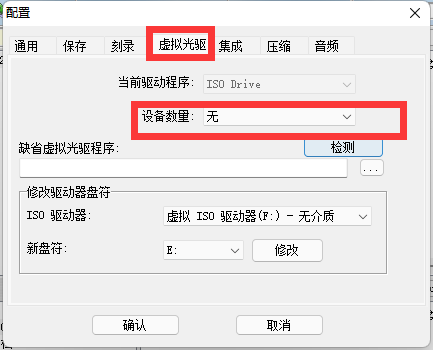 配置
通用 保存 刻录 虚拟光驱 集成 压缩 音频
当前驱动程序: ISO Drive
设备数量: 无
缺省虚拟光驱程序: 检测
...
修改驱动器盘符
ISO 驱动器: 虚拟 ISO 驱动器(F:) - 无介质
新盘符: E: 修改
确认 取消